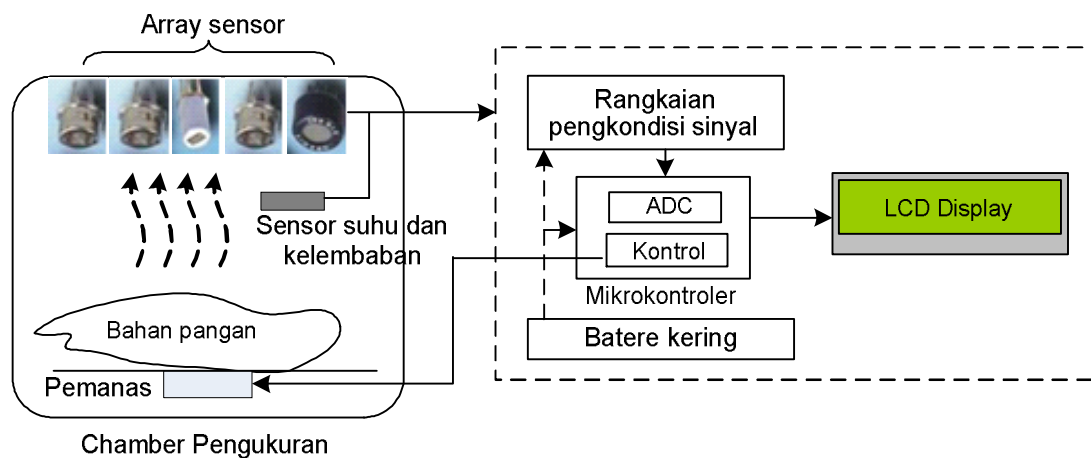 Array sensor
Rangkaian
pengkondisi sinyal
Sensor suhu dan
kelembaban
ADC
Kontrol
Mikrokontroler
LCD Display
Batere kering
Bahan pangan
Pemanas
Chamber Pengukuran